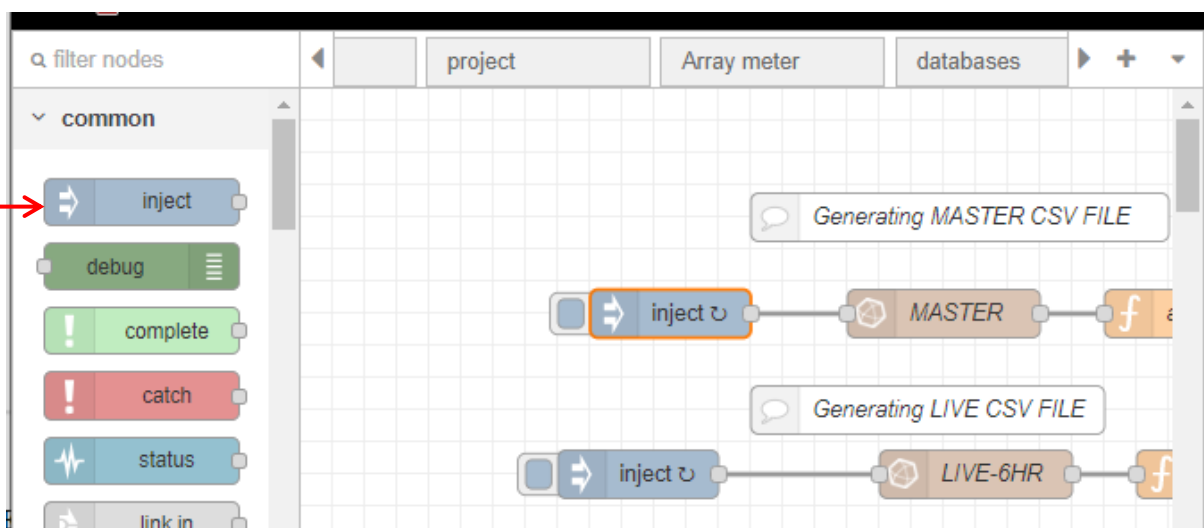 filter nodes
project
Array meter
databases
common
inject
debug
complete
catch
status
link in
Generating MASTER CSV FILE
inject
MASTER
f
Generating LIVE CSV FILE
inject
LIVE-6HR
f